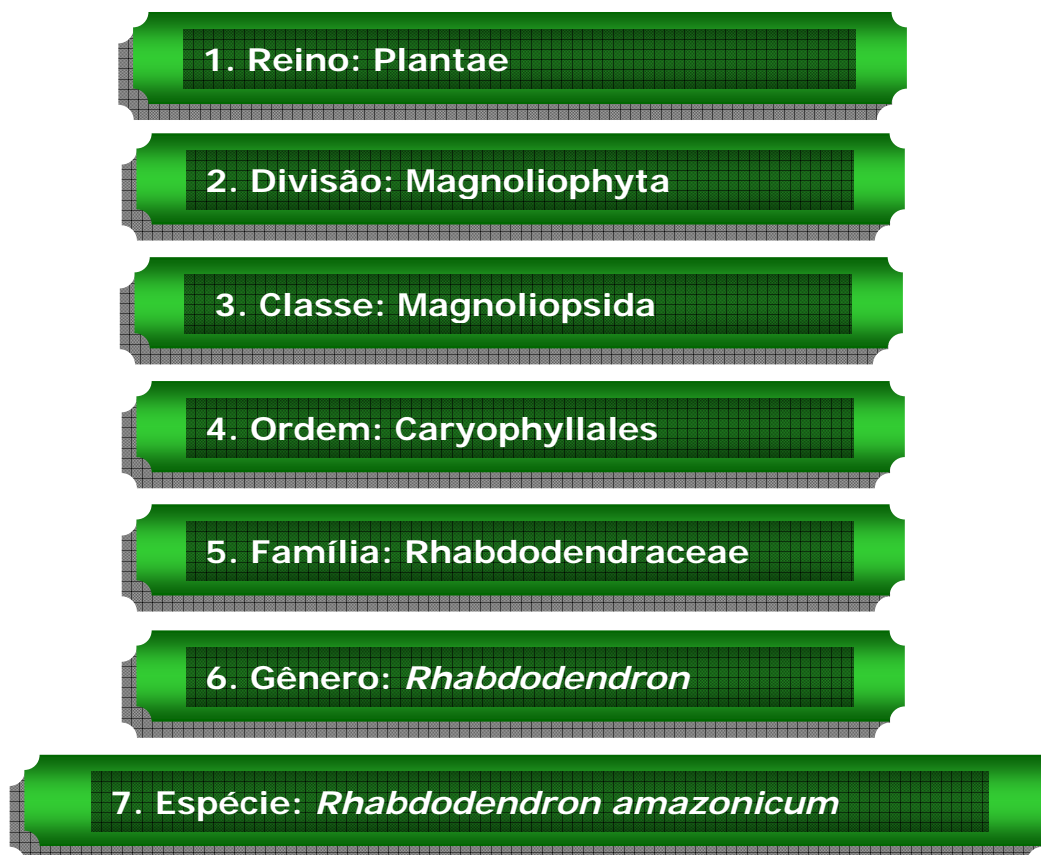 1. Reino: Plantae
2. Divisão: Magnoliophyta
3. Classe: Magnoliopsida
4. Ordem: Caryophyllales
5. Família: Rhabdodendraceae
6. Gênero: Rhabdodendron
7. Espécie: Rhabdodendron amazonicum